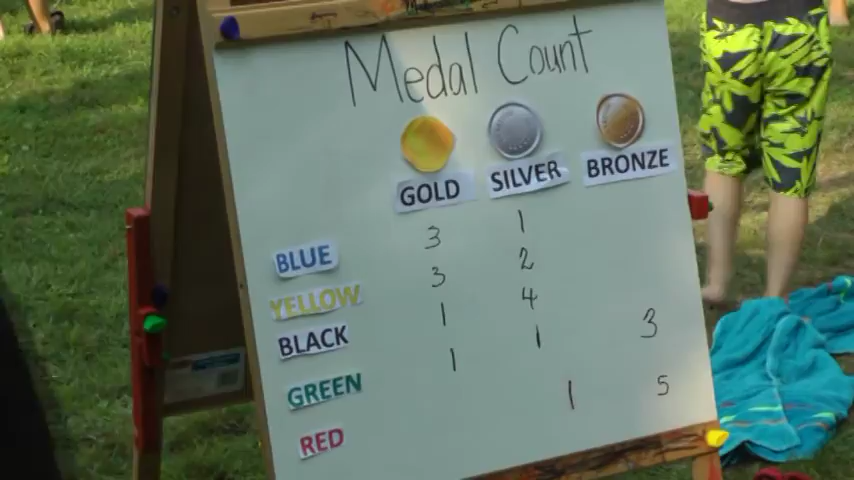 Medal Count
GOLD SILVER BRONZE
BLUE 3 1
YELLOW 3 2
BLACK 1 4
GREEN 1 1 3
RED 1 5